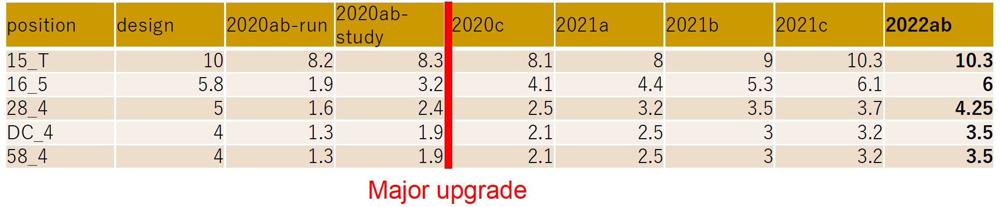 position design 2020ab-run 2020ab-study 2020c 2021a 2021b 2021c 2022ab
15_T 10 8.2 8.3 8.1 8 9 10.3 10.3
16_5 5.8 1.9 3.2 4.1 4.4 5.3 6.1 6
28_4 5 1.6 2.4 2.5 3.2 3.5 3.7 4.25
DC_4 4 1.3 1.9 2.1 2.5 3 3.2 3.5
58_4 4 1.3 1.9 2.1 2.5 3 3.2 3.5
Major upgrade